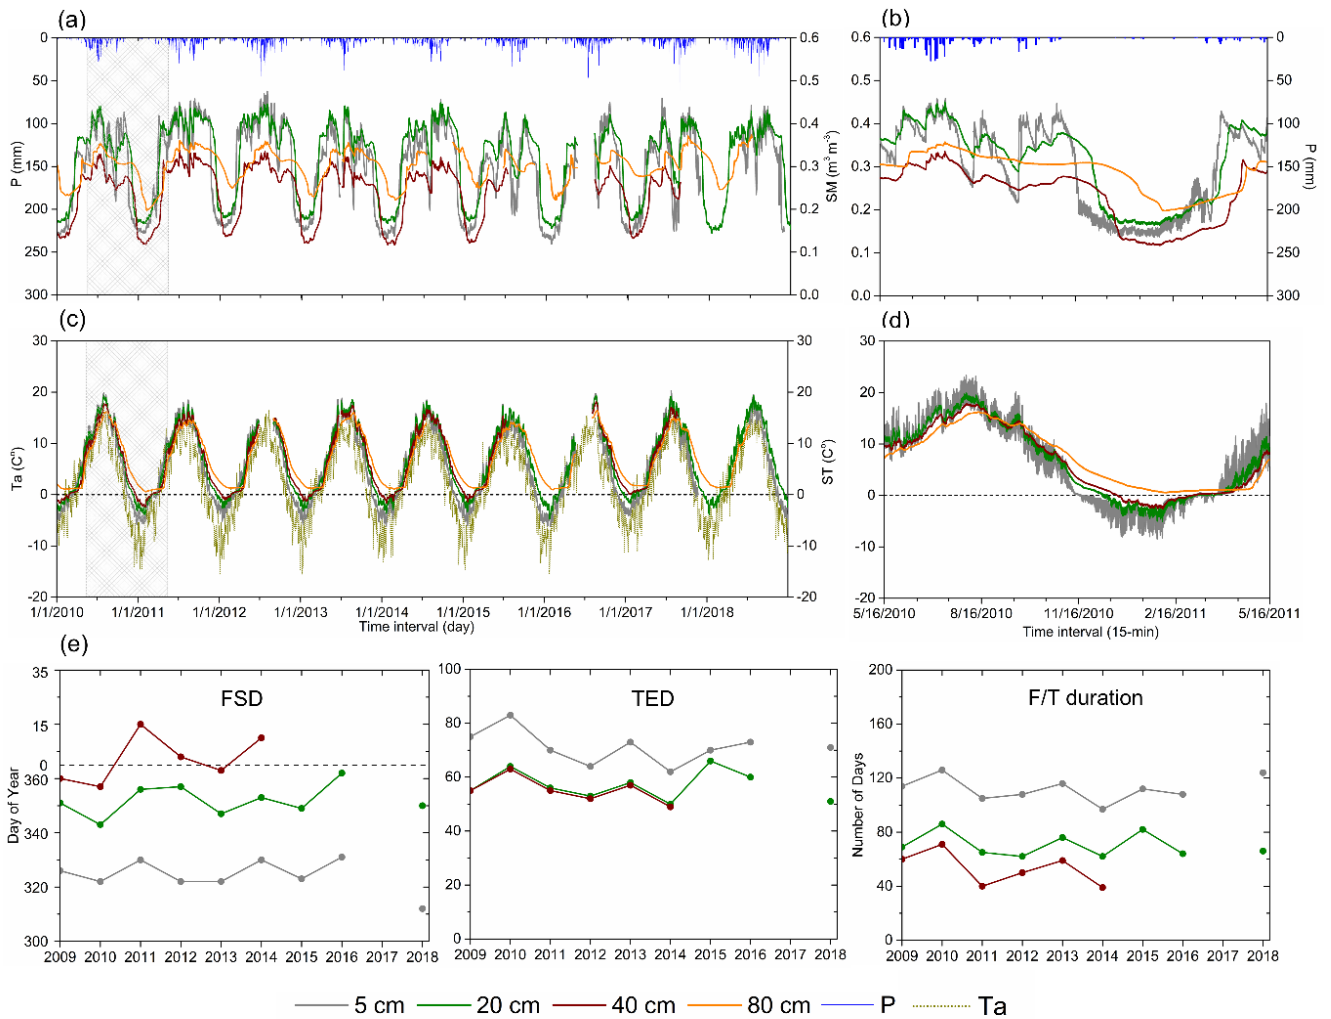 (a)
(b)
0
50
100
150
200
250
300
P (mm)
0.6
0.5
0.4
0.3
0.2
0.1
0.0
SM (m³ m⁻³)
0.6
0.5
0.4
0.3
0.2
0.1
0.0
0
50
100
150
200
250
300
P (mm)
(c)
(d)
30
20
10
0
-10
-20
Ta (C°)
30
20
10
0
-10
-20
ST (C°)
1/1/2010 1/1/2011 1/1/2012 1/1/2013 1/1/2014 1/1/2015 1/1/2016 1/1/2017 1/1/2018
Time interval (day)
30
20
10
0
-10
-20
5/16/2010 8/16/2010 11/16/2010 2/16/2011 5/16/2011
Time interval (15-min)
(e)
FSD
35
15
0
360
340
320
300
Day of Year
2009 2010 2011 2012 2013 2014 2015 2016 2018
TED
100
80
60
40
20
0
2009 2010 2011 2012 2013 2014 2015 2016 2018
F/T duration
200
160
120
80
40
0
Number of Days
2009 2010 2011 2012 2013 2014 2015 2016 2018
5 cm 20 cm 40 cm 80 cm P Ta